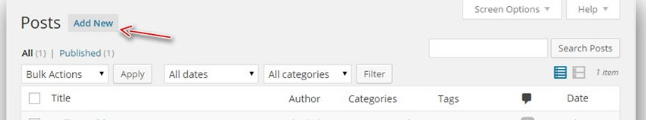 Screen Options ▼ Help ▼
Posts Add New
All (1) | Published (1)
Search Posts
Bulk Actions ▼ Apply All dates ▼ All categories ▼ Filter 1 item
Title Author Categories Tags Date